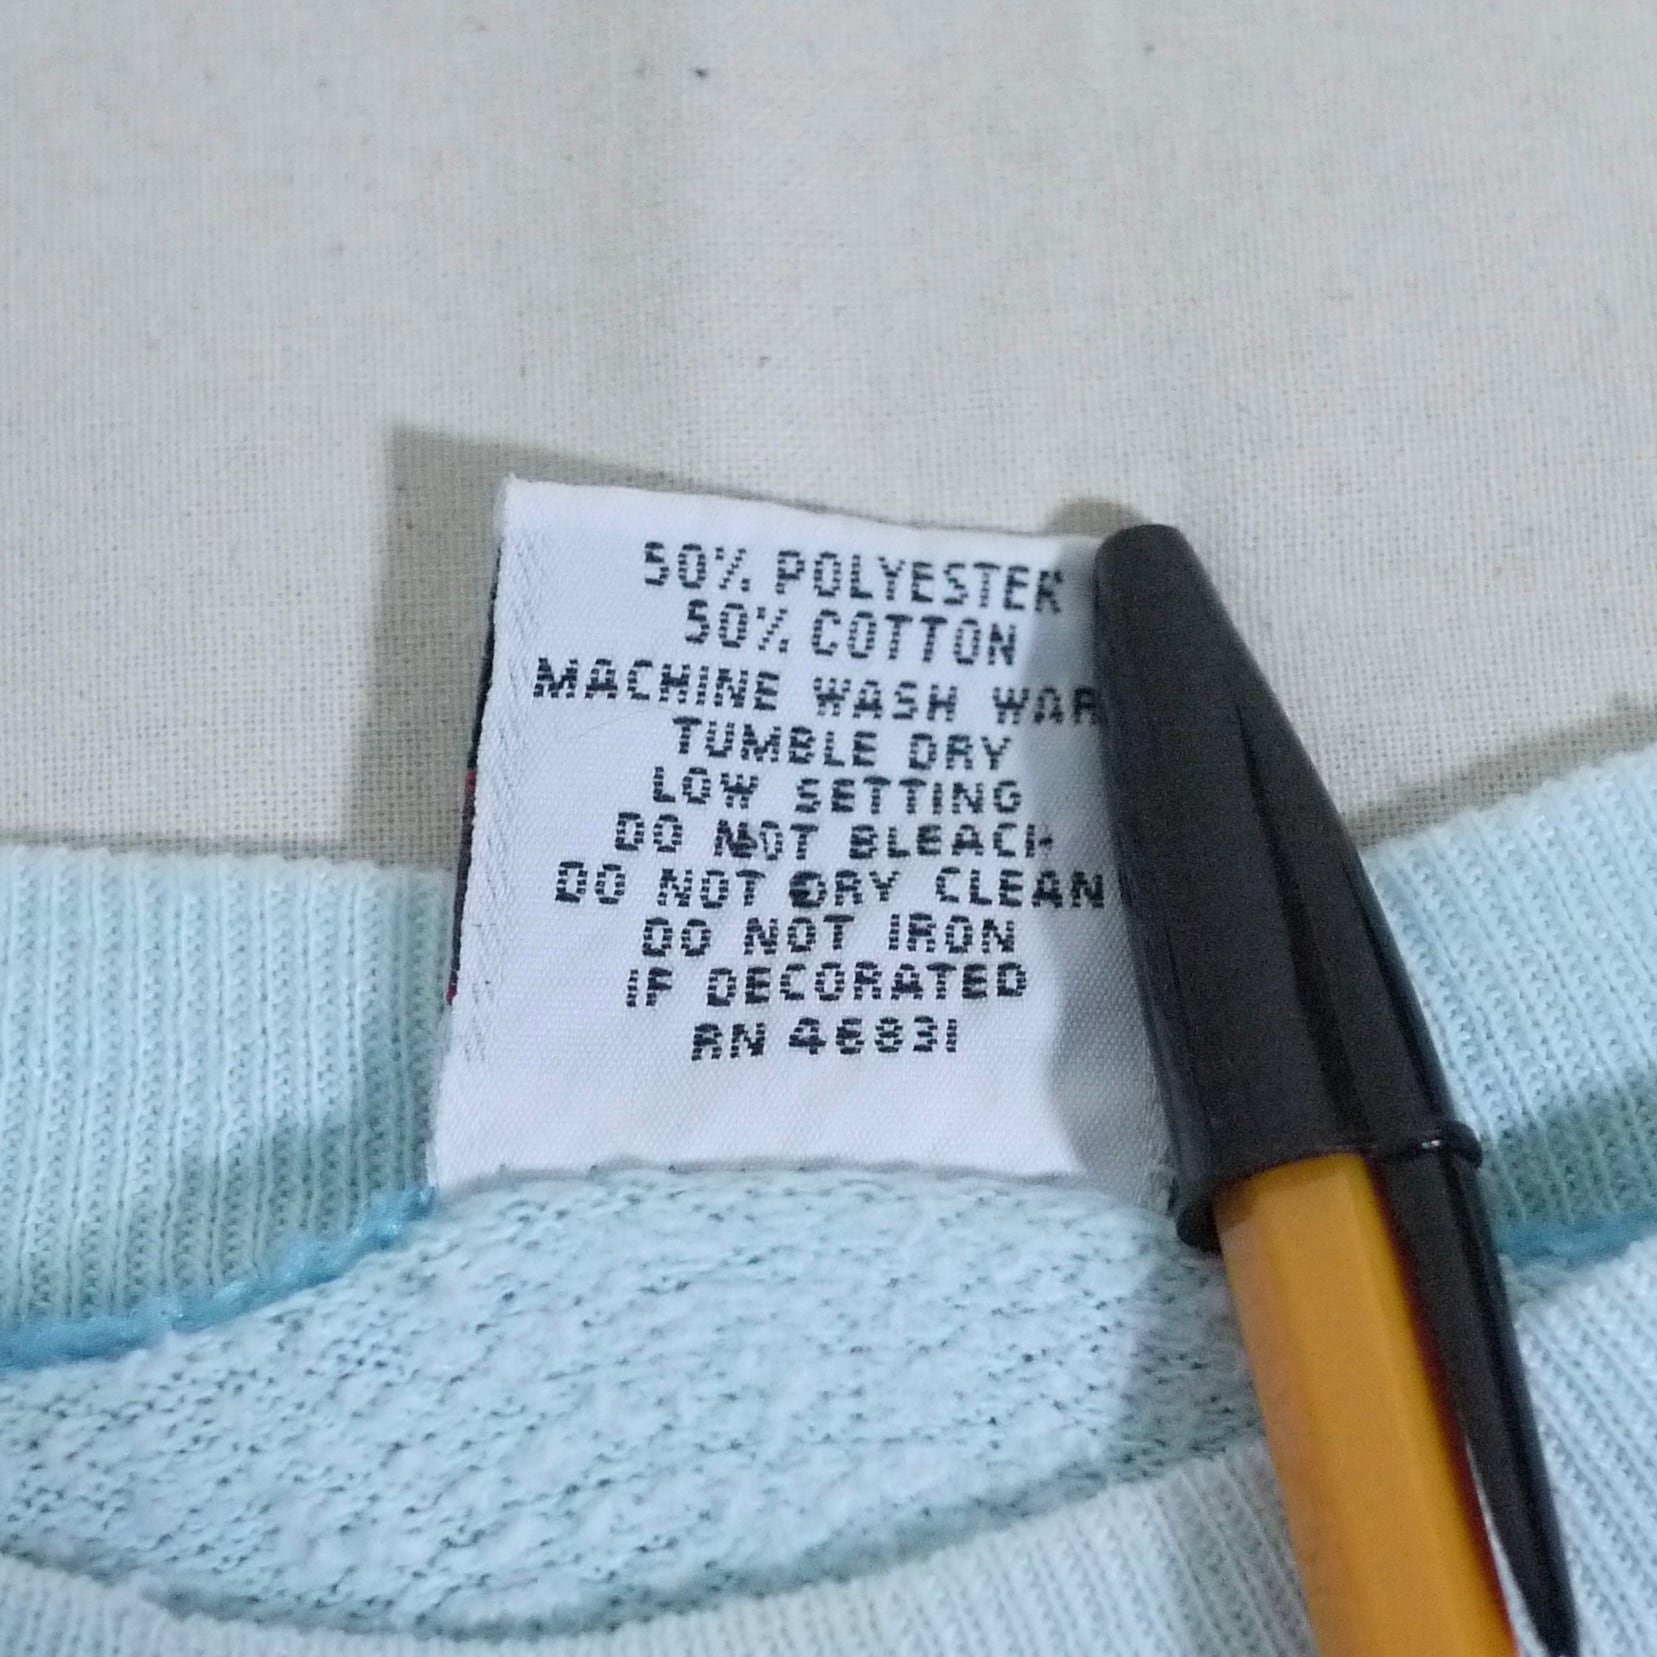 50% POLYESTER
50% COTTON
MACHINE WASH WAR
TUMBLE DRY
LOW SETTING
DO NOT BLEACH
DO NOT DRY CLEAN
DO NOT IRON
IF DECORATED
RN 46831